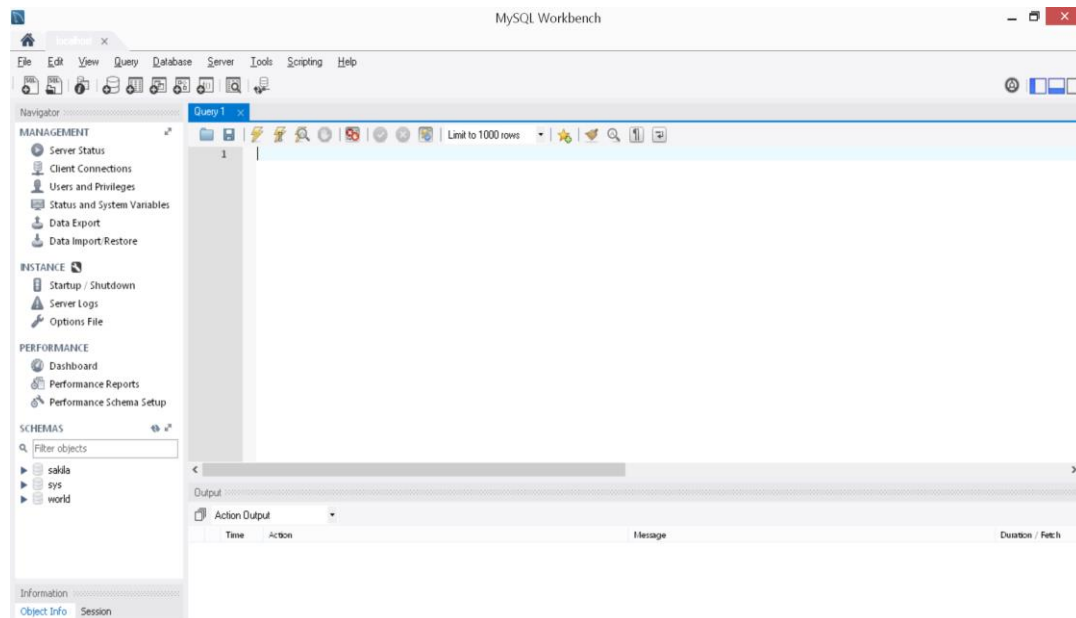 MySQL Workbench
localhost
File Edit View Query Database Server Tools Scripting Help
Navigator
MANAGEMENT
Server Status
Client Connections
Users and Privileges
Status and System Variables
Data Export
Data Import/Restore
INSTANCE
Startup / Shutdown
Server Logs
Options File
PERFORMANCE
Dashboard
Performance Reports
Performance Schema Setup
SCHEMAS
Filter objects
sakila
sys
world
Information
Object Info Session
Query 1
Limit to 1000 rows
1
Output
Action Output
Time Action Message Duration / Fetch